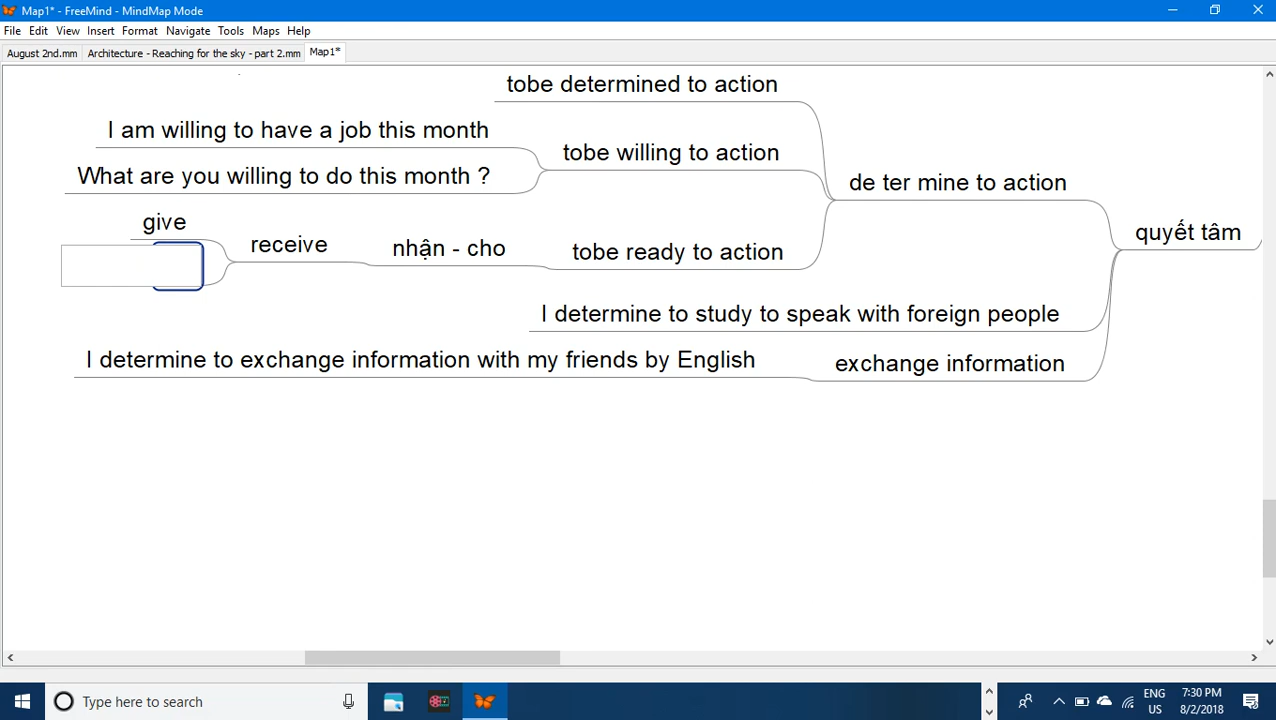 Map1* - FreeMind - MindMap Mode
File Edit View Insert Format Navigate Tools Maps Help
August 2nd.mm Architecture - Reaching for the sky - part 2.mm Map1*
tobe determined to action
I am willing to have a job this month
tobe willing to action
What are you willing to do this month ?
de ter mine to action
give
quyết tâm
receive
nhận - cho
tobe ready to action
I determine to study to speak with foreign people
I determine to exchange information with my friends by English
exchange information
Type here to search
ENG
US
7:30 PM
8/2/2018